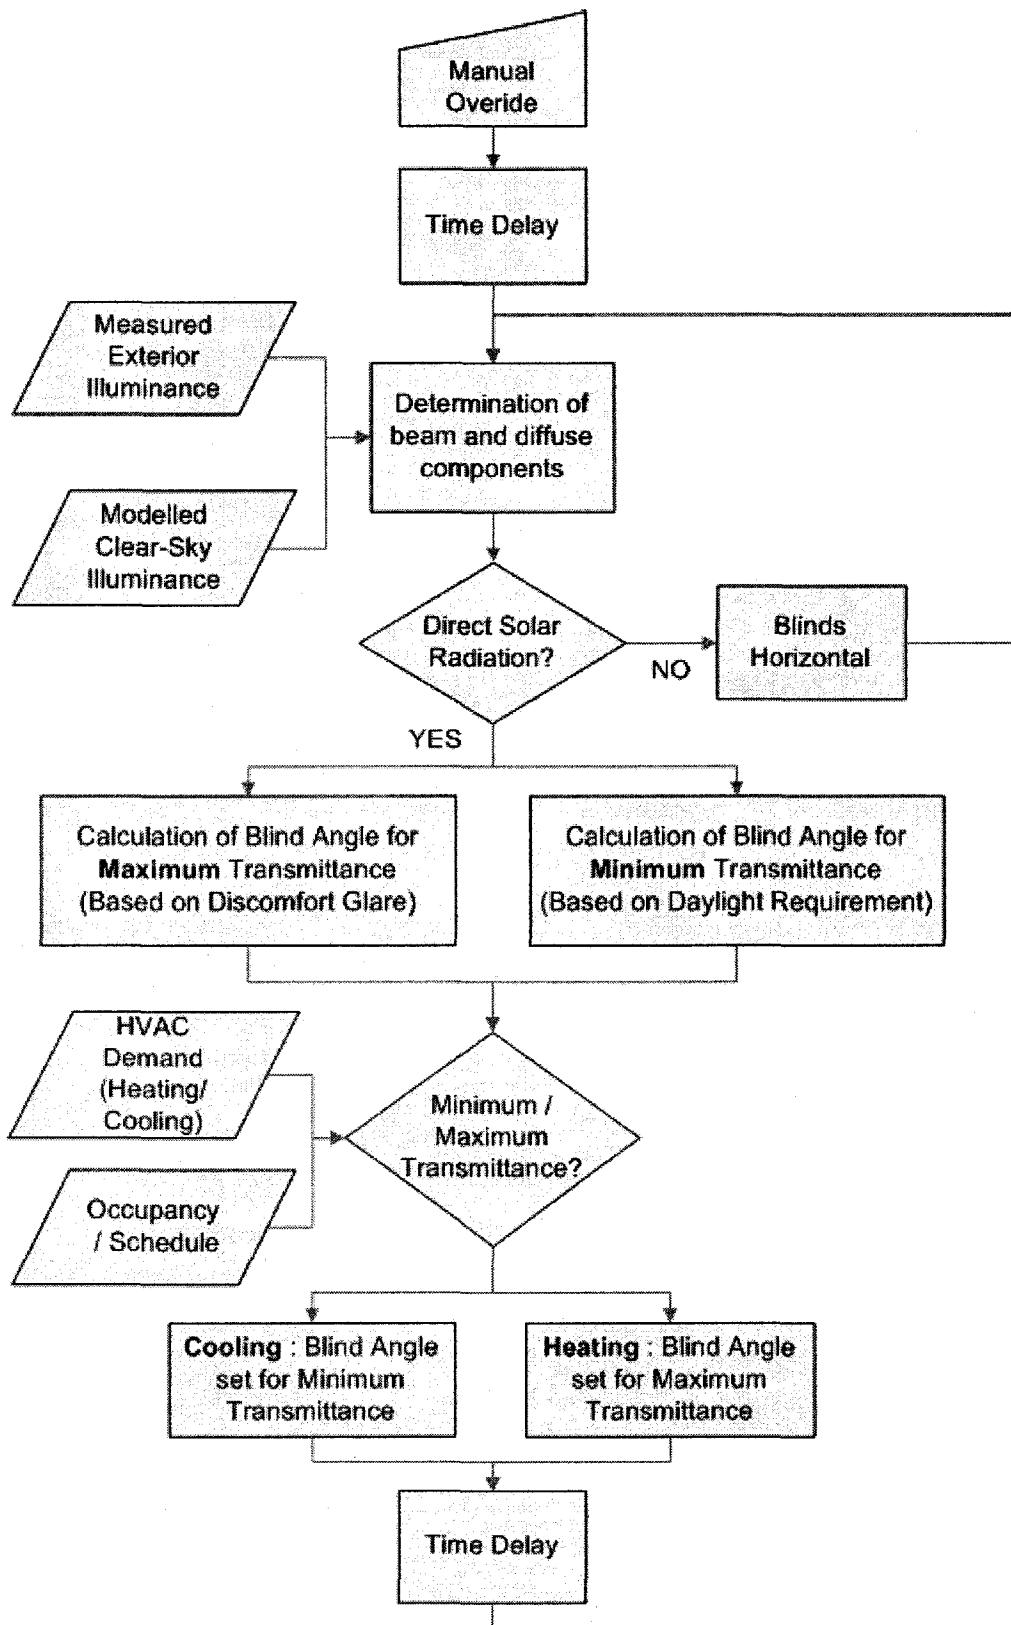 Manual
Overide
Time Delay
Measured
Exterior
Illuminance
Determination of
beam and diffuse
components
Modelled
Clear-Sky
Illuminance
Direct Solar
Radiation?
NO
Blinds
Horizontal
YES
Calculation of Blind Angle for
Maximum Transmittance
(Based on Discomfort Glare)
Calculation of Blind Angle for
Minimum Transmittance
(Based on Daylight Requirement)
HVAC
Demand
(Heating/
Cooling)
Minimum /
Maximum
Transmittance?
Occupancy
/ Schedule
Cooling : Blind Angle
set for Minimum
Transmittance
Heating : Blind Angle
set for Maximum
Transmittance
Time Delay